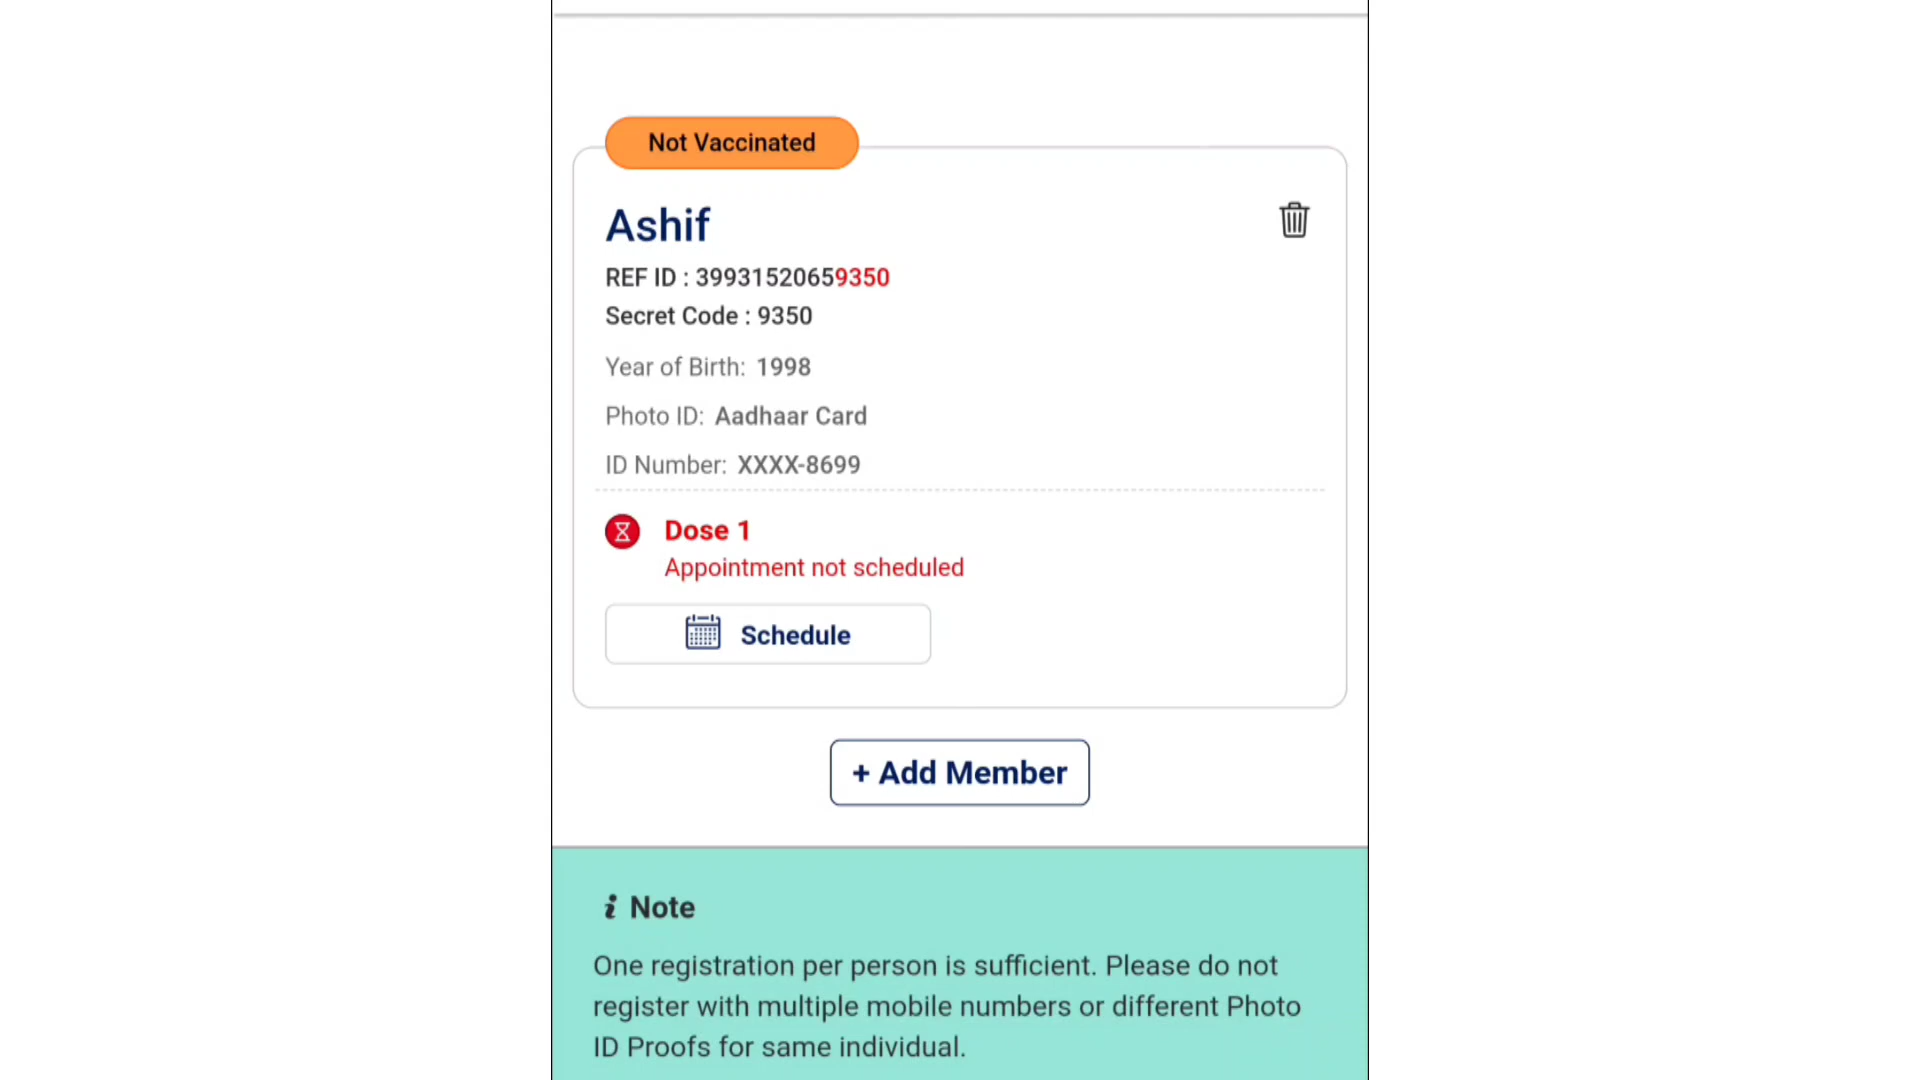 Not Vaccinated
Ashif
REF ID : 39931520659350
Secret Code : 9350
Year of Birth: 1998
Photo ID: Aadhaar Card
ID Number: XXXX-8699
Dose 1
Appointment not scheduled
Schedule
+ Add Member
i Note
One registration per person is sufficient. Please do not
register with multiple mobile numbers or different Photo
ID Proofs for same individual.